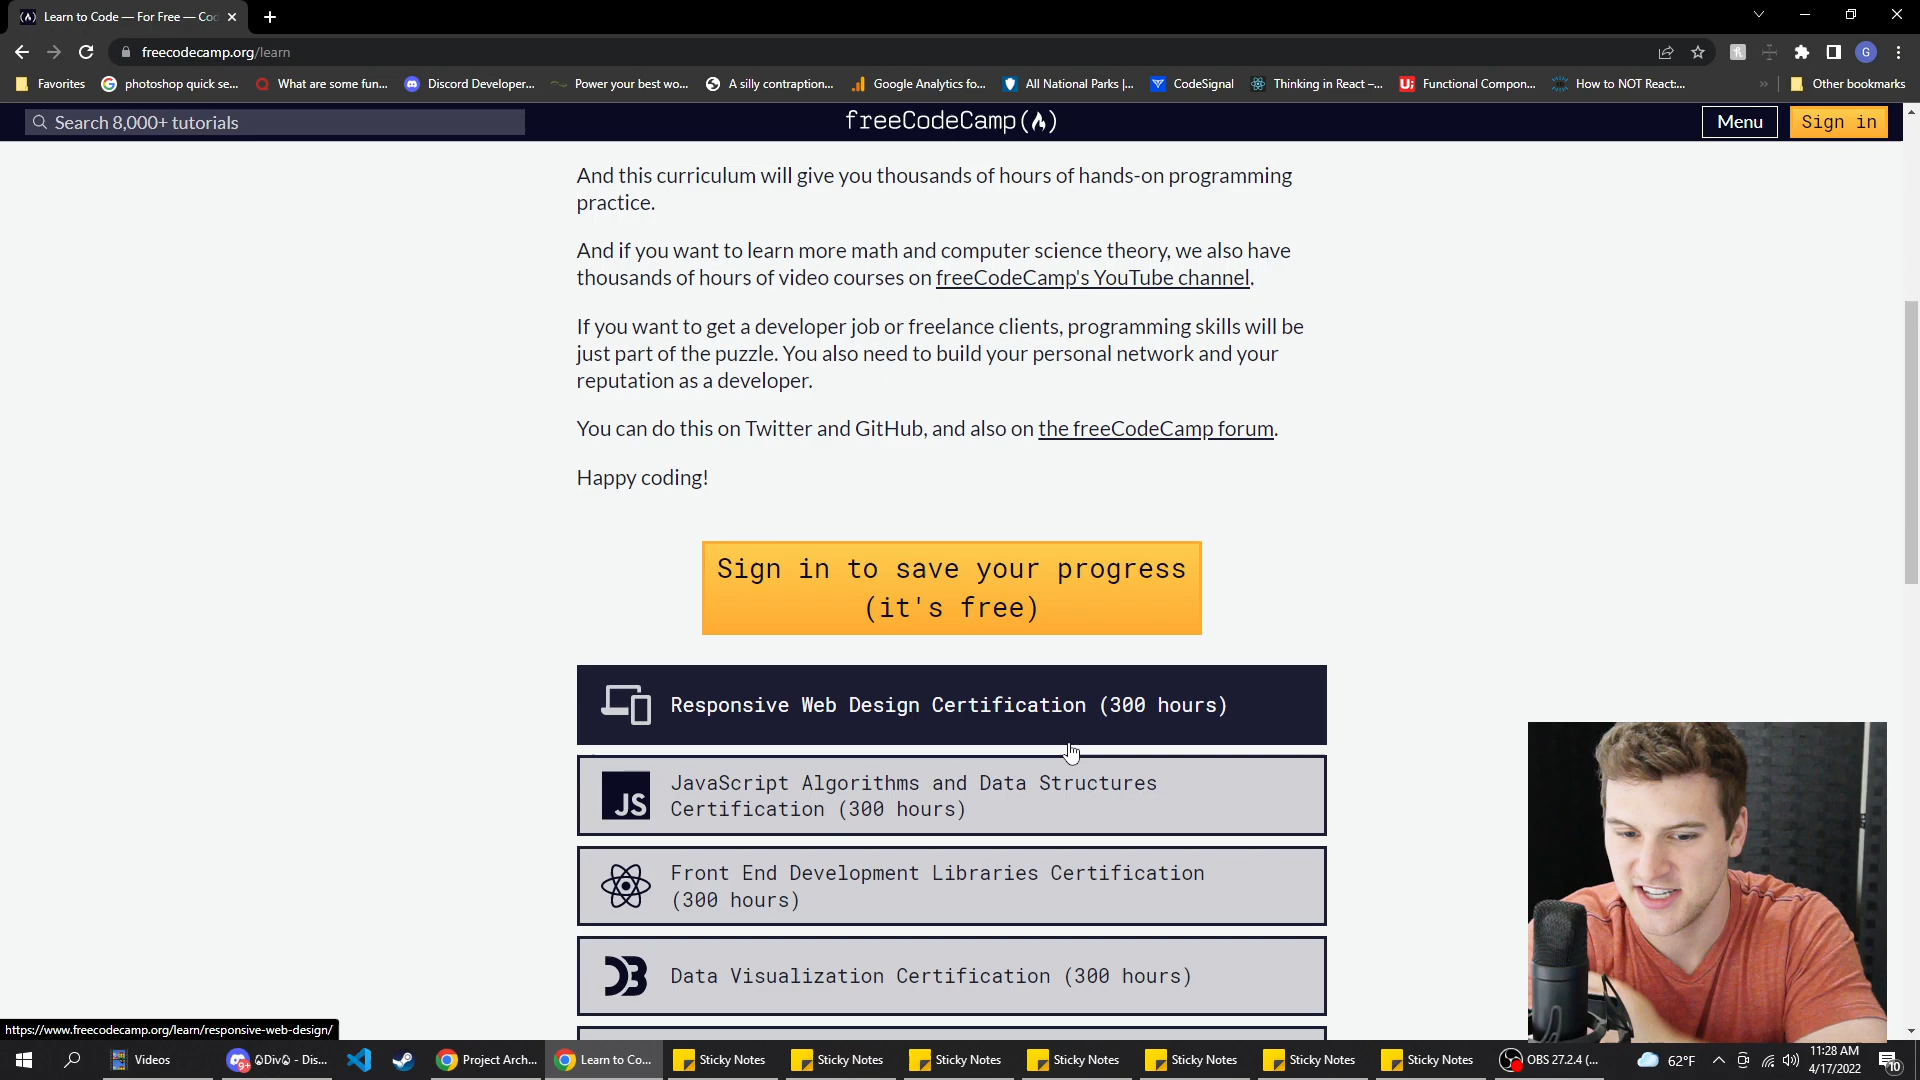 Learn to Code — For Free — Coc
freecodecamp.org/learn
G
Favorites
photoshop quick se...
What are some fun...
Discord Developer...
Power your best wo...
A silly contraption...
Google Analytics fo...
All National Parks |...
CodeSignal
Thinking in React –...
Functional Compon...
How to NOT React:...
»
Other bookmarks
Search 8,000+ tutorials
freeCodeCamp
Menu
Sign in
And this curriculum will give you thousands of hours of hands-on programming
practice.
And if you want to learn more math and computer science theory, we also have
thousands of hours of video courses on freeCodeCamp's YouTube channel.
If you want to get a developer job or freelance clients, programming skills will be
just part of the puzzle. You also need to build your personal network and your
reputation as a developer.
You can do this on Twitter and GitHub, and also on the freeCodeCamp forum.
Happy coding!
Sign in to save your progress
(it's free)
Responsive Web Design Certification (300 hours)
JS
JavaScript Algorithms and Data Structures
Certification (300 hours)
Front End Development Libraries Certification
(300 hours)
Data Visualization Certification (300 hours)
https://www.freecodecamp.org/learn/responsive-web-design/
Videos
9+
Div - Dis...
Project Arch...
Learn to Co...
Sticky Notes
Sticky Notes
Sticky Notes
Sticky Notes
Sticky Notes
Sticky Notes
Sticky Notes
OBS 27.2.4 (...
62°F
11:28 AM
4/17/2022
10